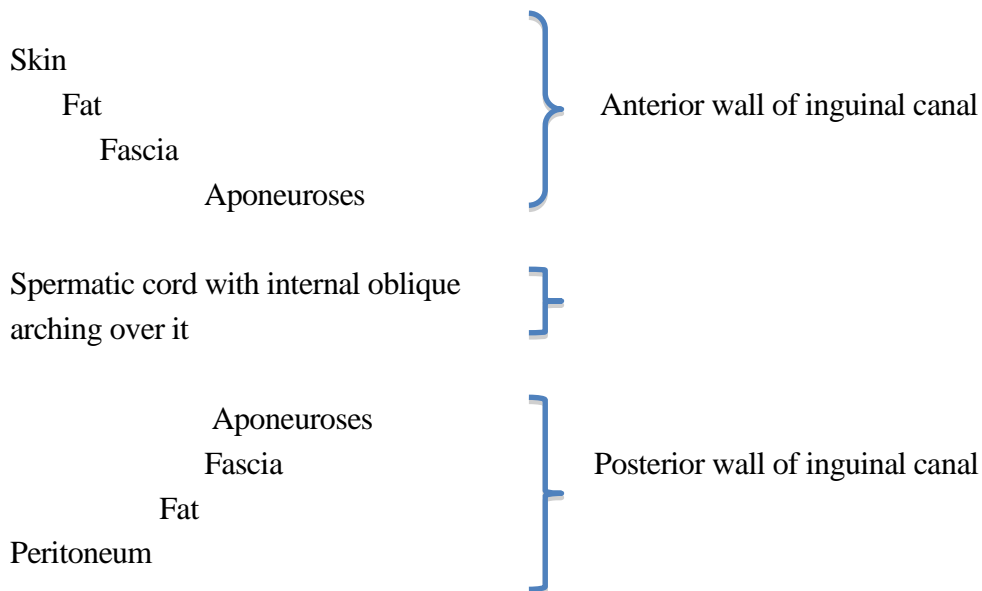 Skin
Fat
Anterior wall of inguinal canal
Fascia
Aponeuroses
Spermatic cord with internal oblique
arching over it
Aponeuroses
Fascia
Posterior wall of inguinal canal
Fat
Peritoneum